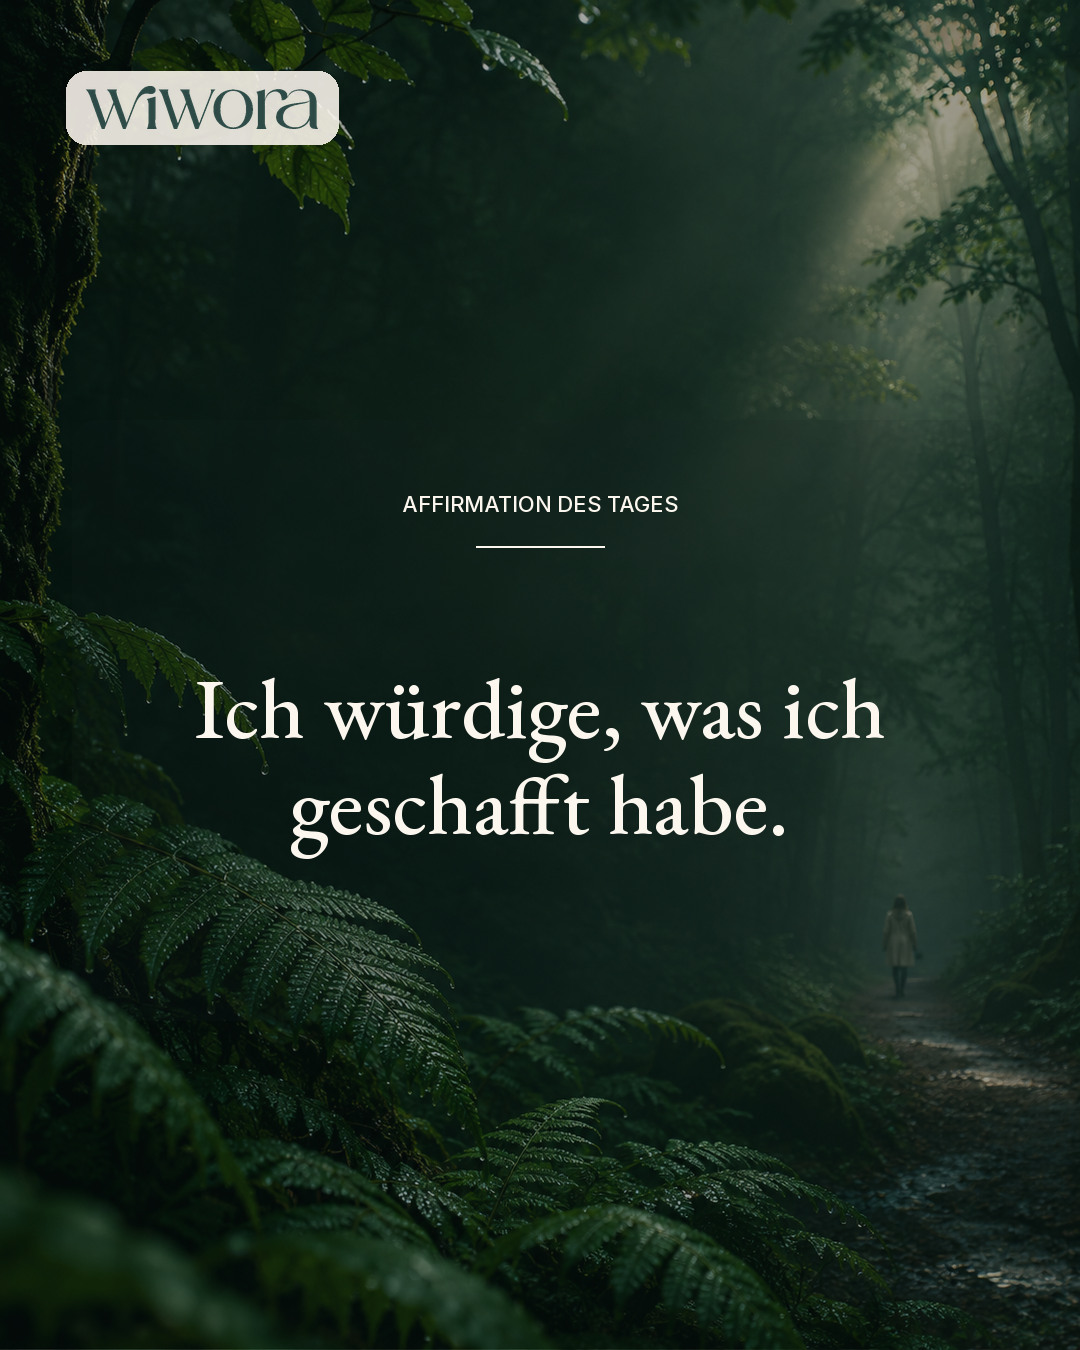 wiwora
AFFIRMATION DES TAGES
Ich würdige, was ich
geschafft habe.